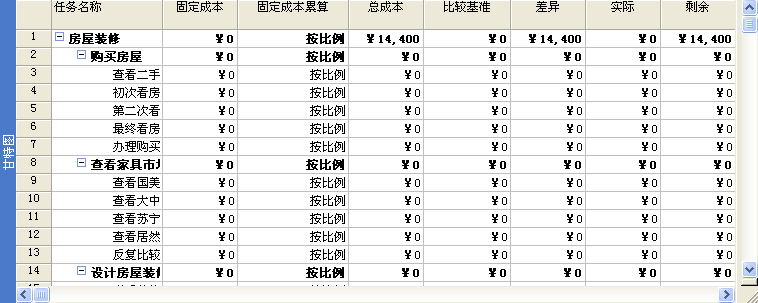 任务名称 固定成本 固定成本累算 总成本 比较基准 差异 实际 剩余
1 房屋装修 ¥0 按比例 ¥14,400 ¥0 ¥14,400 ¥0 ¥14,400
2 购买房屋 ¥0 按比例 ¥0 ¥0 ¥0 ¥0 ¥0
3 查看二手 ¥0 按比例 ¥0 ¥0 ¥0 ¥0 ¥0
4 初次看房 ¥0 按比例 ¥0 ¥0 ¥0 ¥0 ¥0
5 第二次看 ¥0 按比例 ¥0 ¥0 ¥0 ¥0 ¥0
6 最终看房 ¥0 按比例 ¥0 ¥0 ¥0 ¥0 ¥0
7 办理购买 ¥0 按比例 ¥0 ¥0 ¥0 ¥0 ¥0
8 查看家具市场 ¥0 按比例 ¥0 ¥0 ¥0 ¥0 ¥0
9 查看国美 ¥0 按比例 ¥0 ¥0 ¥0 ¥0 ¥0
10 查看大中 ¥0 按比例 ¥0 ¥0 ¥0 ¥0 ¥0
11 查看苏宁 ¥0 按比例 ¥0 ¥0 ¥0 ¥0 ¥0
12 查看居然 ¥0 按比例 ¥0 ¥0 ¥0 ¥0 ¥0
13 反复比较 ¥0 按比例 ¥0 ¥0 ¥0 ¥0 ¥0
14 设计房屋装修 ¥0 按比例 ¥0 ¥0 ¥0 ¥0 ¥0
甘特图